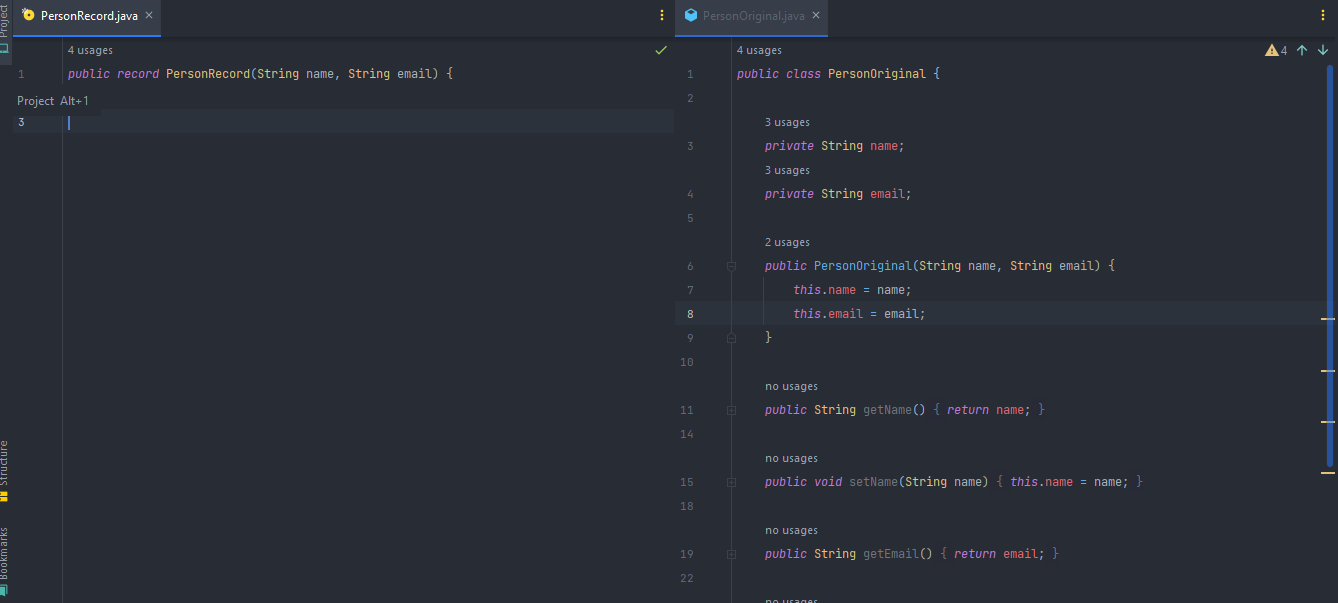 Project
PersonRecord.java
4 usages
1 public record PersonRecord(String name, String email) {
Project Alt+1
3
Structure
Bookmarks
PersonOriginal.java
4 usages
4
1 public class PersonOriginal {
2
3 usages
3 private String name;
3 usages
4 private String email;
5
2 usages
6 public PersonOriginal(String name, String email) {
7 this.name = name;
8 this.email = email;
9 }
10
no usages
11 public String getName() { return name; }
14
no usages
15 public void setName(String name) { this.name = name; }
18
no usages
19 public String getEmail() { return email; }
22
no usages